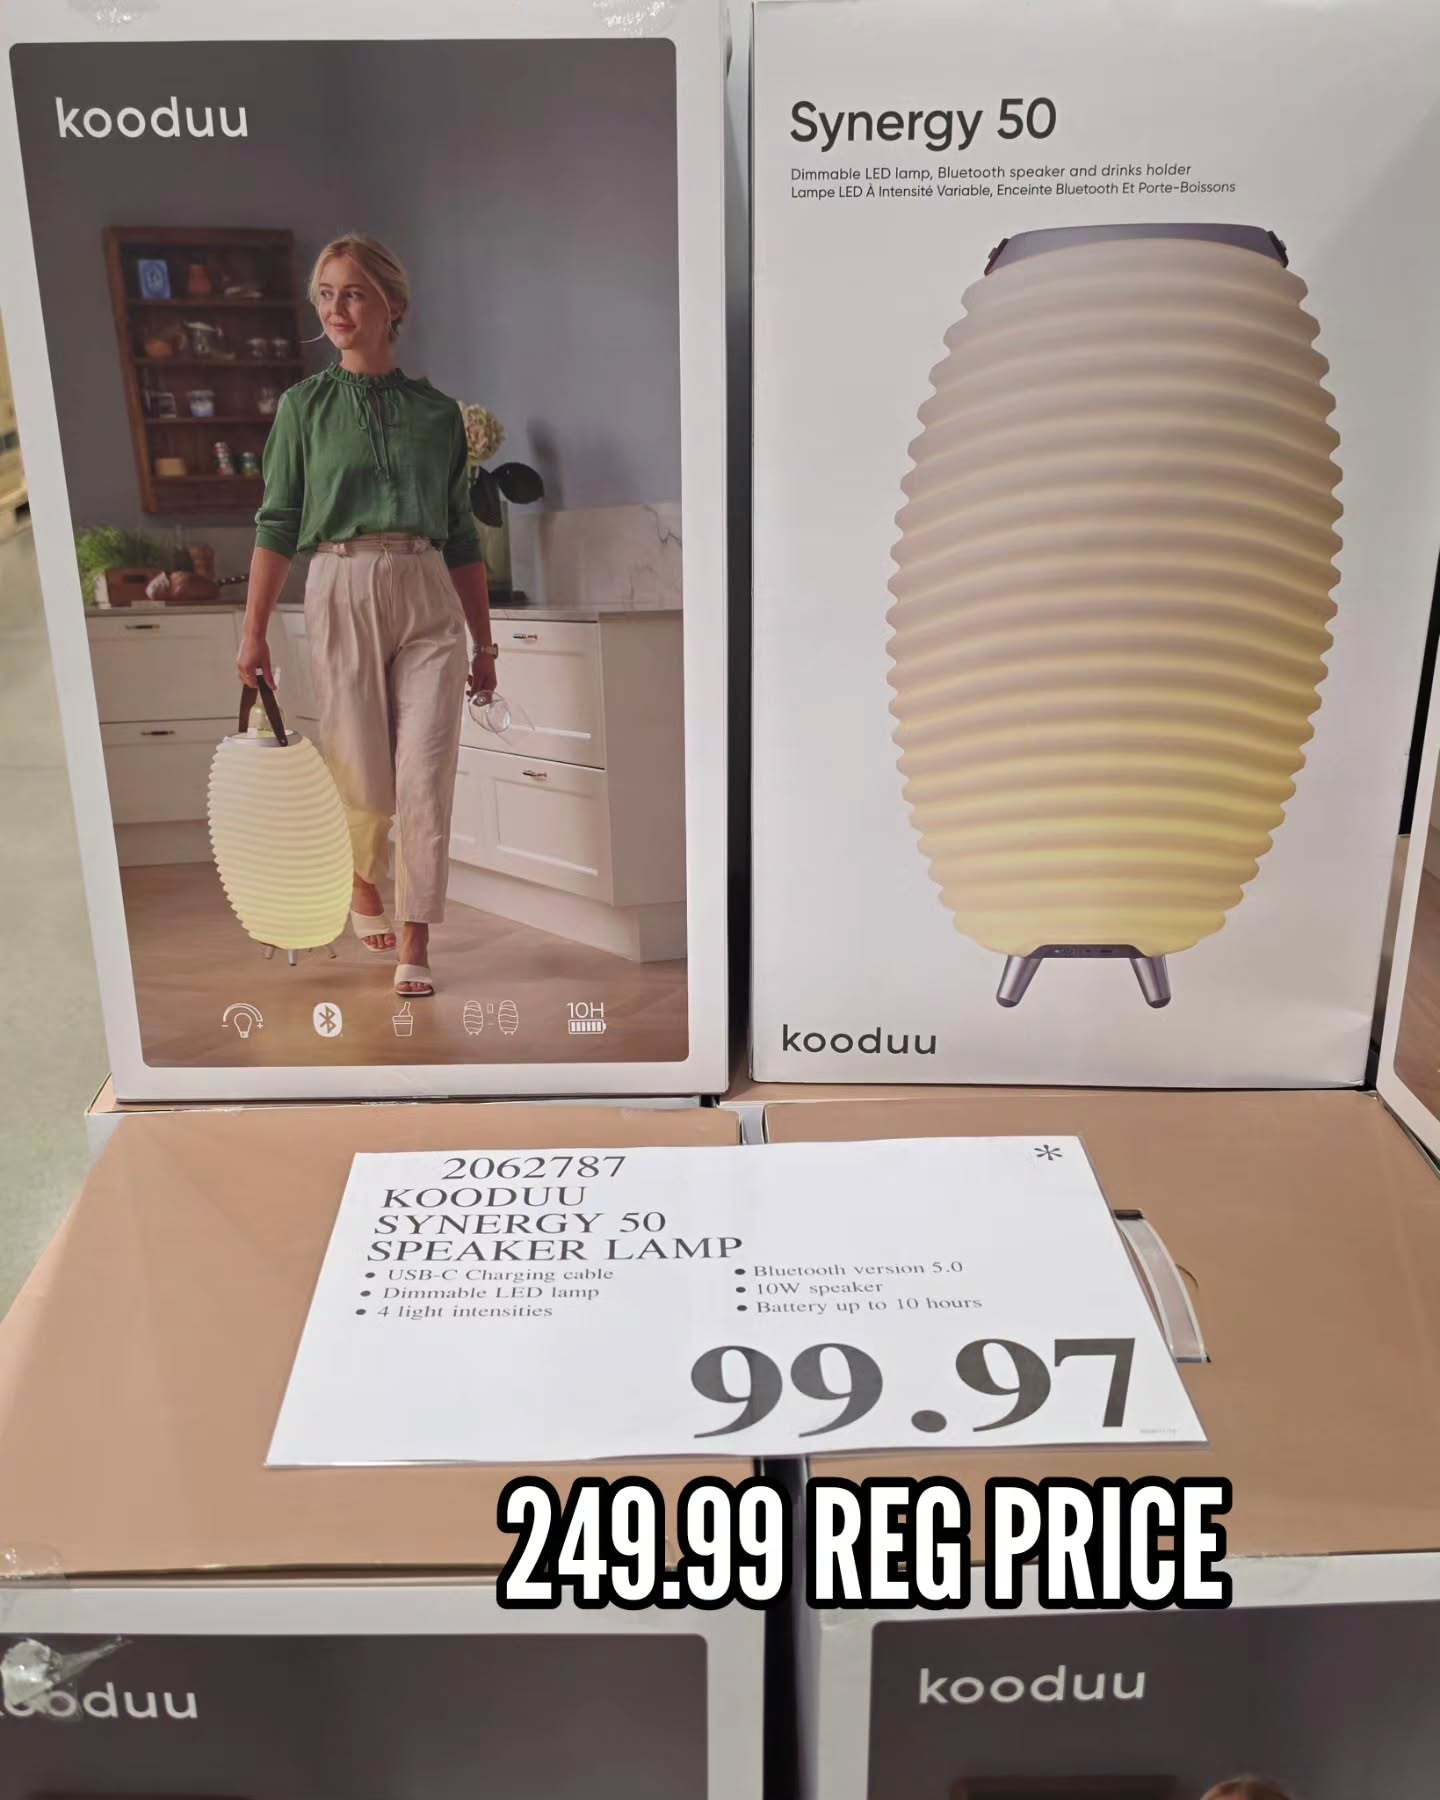 kooduu
10H
Synergy 50
Dimmable LED lamp, Bluetooth speaker and drinks holder
Lampe LED À Intensité Variable, Enceinte Bluetooth Et Porte-Boissons
kooduu
2062787
*
KOODUU
SYNERGY 50
SPEAKER LAMP
• USB-C Charging cable
• Dimmable LED lamp
• 4 light intensities
• Bluetooth version 5.0
• 10W speaker
• Battery up to 10 hours
99.97
249.99 REG PRICE
kooduu
kooduu